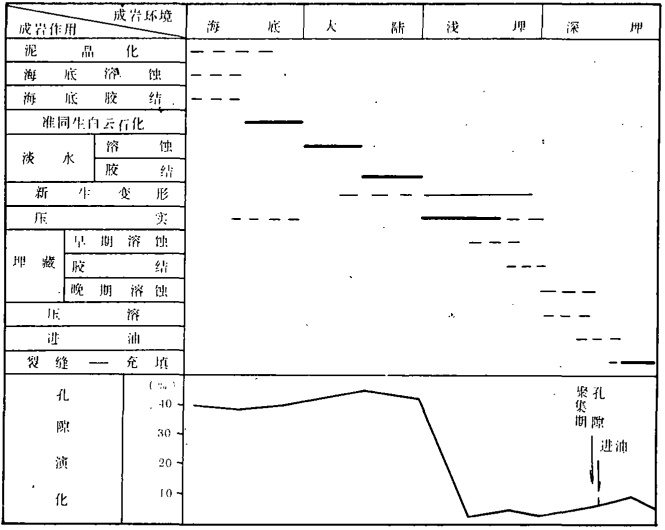 成岩环境
成岩作用
海 底 大 陆 浅 埋 深 埋
泥 晶 化
海 底 溶 蚀
海 底 胶 结
准同生白云石化
淡 水
溶 蚀
胶 结
新 生 变 形
压 实
埋 藏
早 期 溶 蚀
胶 结
晚 期 溶 蚀
压 溶
进 油
裂 缝 — 充 填
孔隙演化
(%)
40
30
20
10
孔隙
聚集期
进油